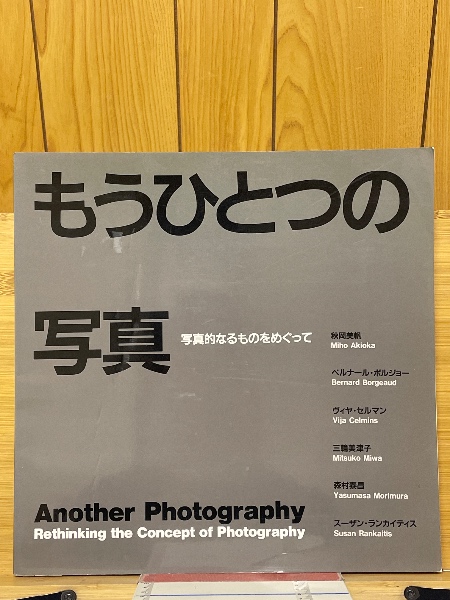 もうひとつの
写真
写真的なるものをめぐって
秋岡美帆
Miho Akioka
ベルナール・ボルジョー
Bernard Borgeaud
ヴィヤ・セルマン
Vija Celmins
三輪美津子
Mitsuko Miwa
森村泰昌
Yasumasa Morimura
スーザン・ランカイティス
Susan Rankaitis
Another Photography
Rethinking the Concept of Photography